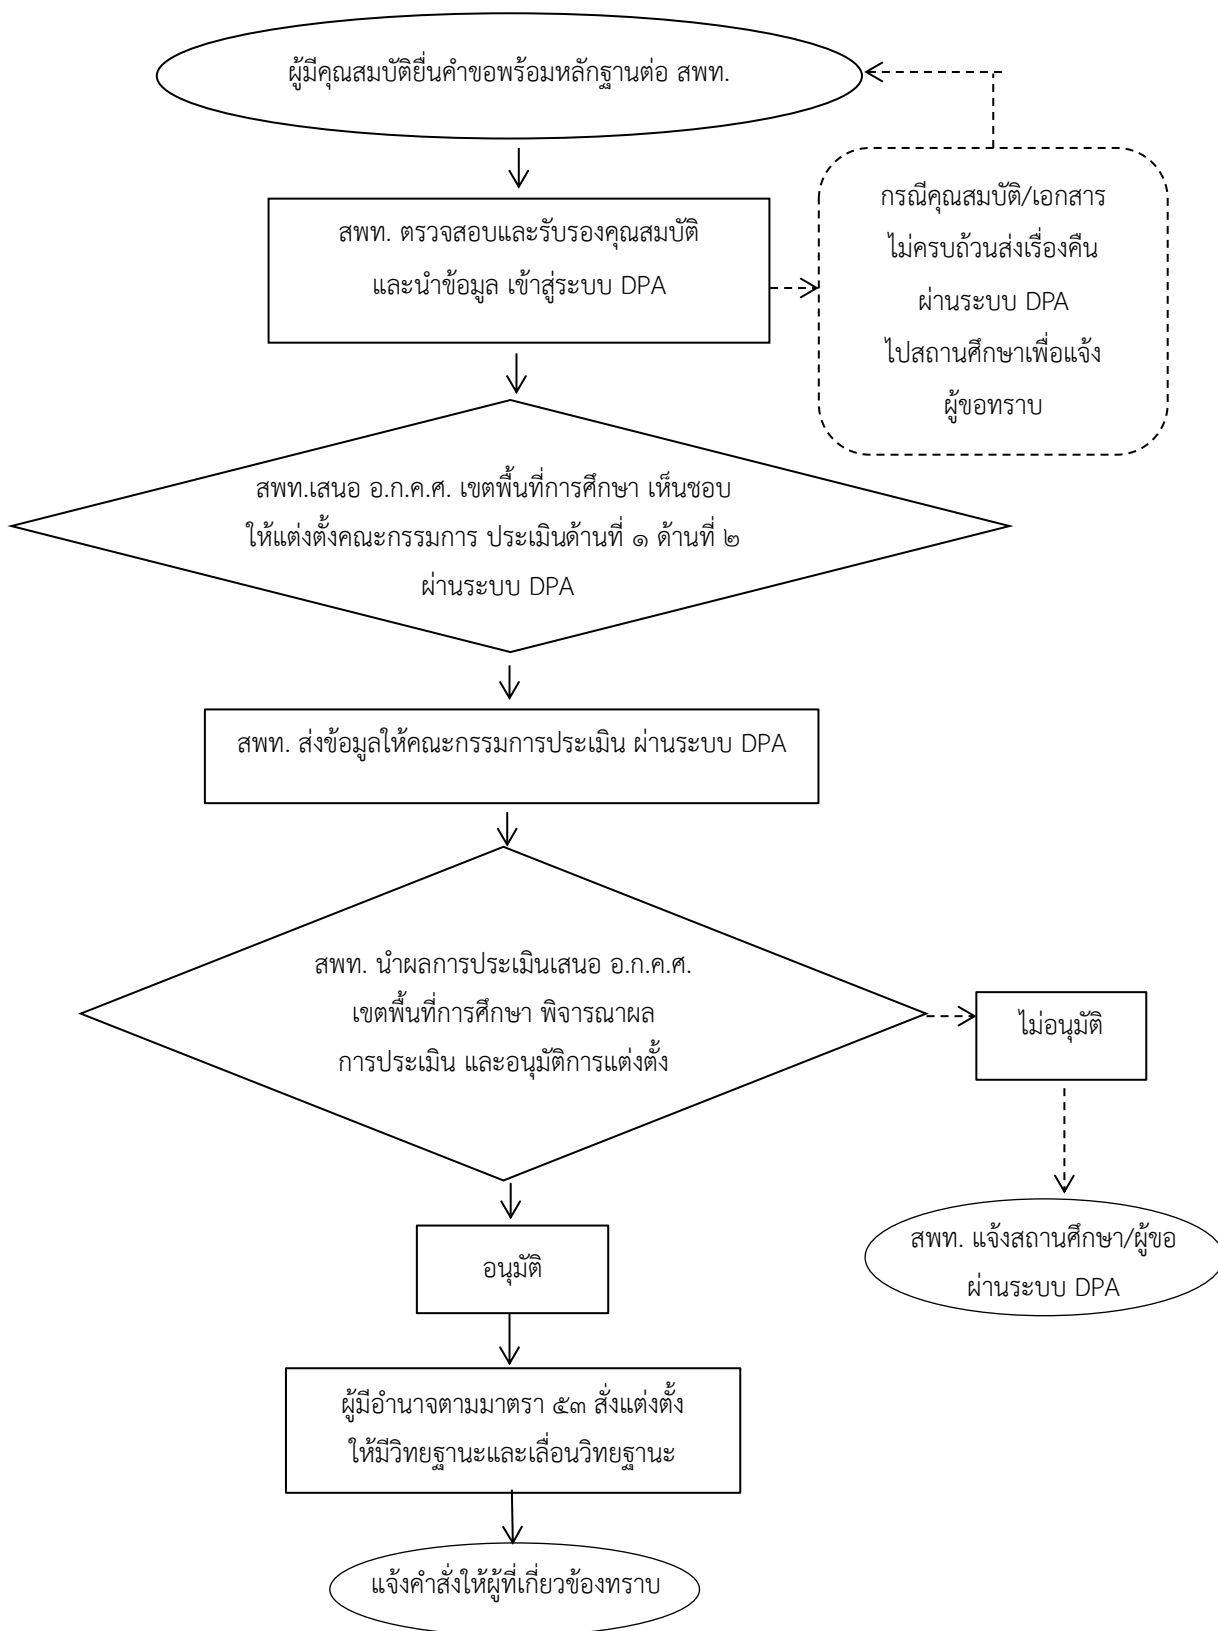 ผู้มีคุณสมบัติยื่นคำขอพร้อมหลักฐานต่อ สพท.
สพท. ตรวจสอบและรับรองคุณสมบัติ
และนำข้อมูล เข้าสู่ระบบ DPA
กรณีคุณสมบัติ/เอกสาร
ไม่ครบถ้วนส่งเรื่องคืน
ผ่านระบบ DPA
ไปสถานศึกษาเพื่อแจ้ง
ผู้ขอทราบ
สพท.เสนอ อ.ก.ค.ศ. เขตพื้นที่การศึกษา เห็นชอบ
ให้แต่งตั้งคณะกรรมการ ประเมินด้านที่ ๑ ด้านที่ ๒
ผ่านระบบ DPA
สพท. ส่งข้อมูลให้คณะกรรมการประเมิน ผ่านระบบ DPA
สพท. นำผลการประเมินเสนอ อ.ก.ค.ศ.
เขตพื้นที่การศึกษา พิจารณาผล
การประเมิน และอนุมัติการแต่งตั้ง
ไม่อนุมัติ
สพท. แจ้งสถานศึกษา/ผู้ขอ
ผ่านระบบ DPA
อนุมัติ
ผู้มีอำนาจตามมาตรา ๕๓ สั่งแต่งตั้ง
ให้มีวิทยฐานะและเลื่อนวิทยฐานะ
แจ้งคำสั่งให้ผู้ที่เกี่ยวข้องทราบ